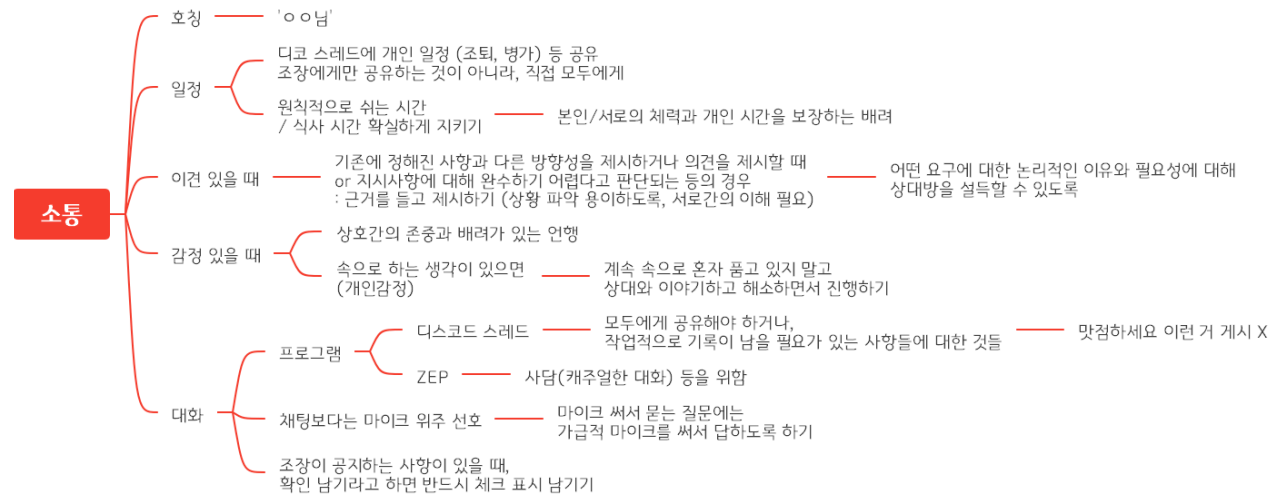 소통
호칭
'ㅇㅇ님'
일정
디코 스레드에 개인 일정 (조퇴, 병가) 등 공유
조장에게만 공유하는 것이 아니라, 직접 모두에게
원칙적으로 쉬는 시간
/ 식사 시간 확실하게 지키기
본인/서로의 체력과 개인 시간을 보장하는 배려
이견 있을 때
기존에 정해진 사항과 다른 방향성을 제시하거나 의견을 제시할 때
or 지시사항에 대해 완수하기 어렵다고 판단되는 등의 경우
: 근거를 들고 제시하기 (상황 파악 용이하도록, 서로간의 이해 필요)
어떤 요구에 대한 논리적인 이유와 필요성에 대해
상대방을 설득할 수 있도록
감정 있을 때
상호간의 존중과 배려가 있는 언행
속으로 하는 생각이 있으면
(개인감정)
계속 속으로 혼자 품고 있지 말고
상대와 이야기하고 해소하면서 진행하기
대화
프로그램
디스코드 스레드
모두에게 공유해야 하거나,
작업적으로 기록이 남을 필요가 있는 사항들에 대한 것들
맛점하세요 이런 거 게시 X
ZEP
사담(캐주얼한 대화) 등을 위함
채팅보다는 마이크 위주 선호
마이크 써서 묻는 질문에는
가급적 마이크를 써서 답하도록 하기
조장이 공지하는 사항이 있을 때,
확인 남기라고 하면 반드시 체크 표시 남기기